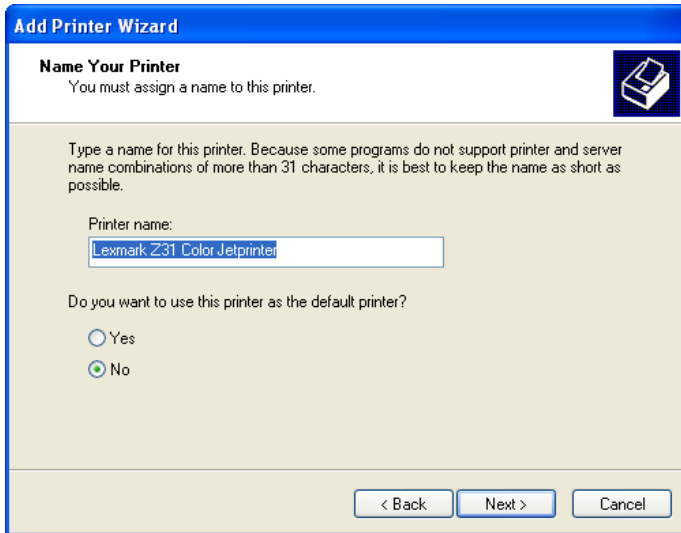 Add Printer Wizard
Name Your Printer
You must assign a name to this printer.
Type a name for this printer. Because some programs do not support printer and server
name combinations of more than 31 characters, it is best to keep the name as short as
possible.
Printer name:
Lexmark Z31 Color Jetprinter
Do you want to use this printer as the default printer?
Yes
No
< Back Next > Cancel